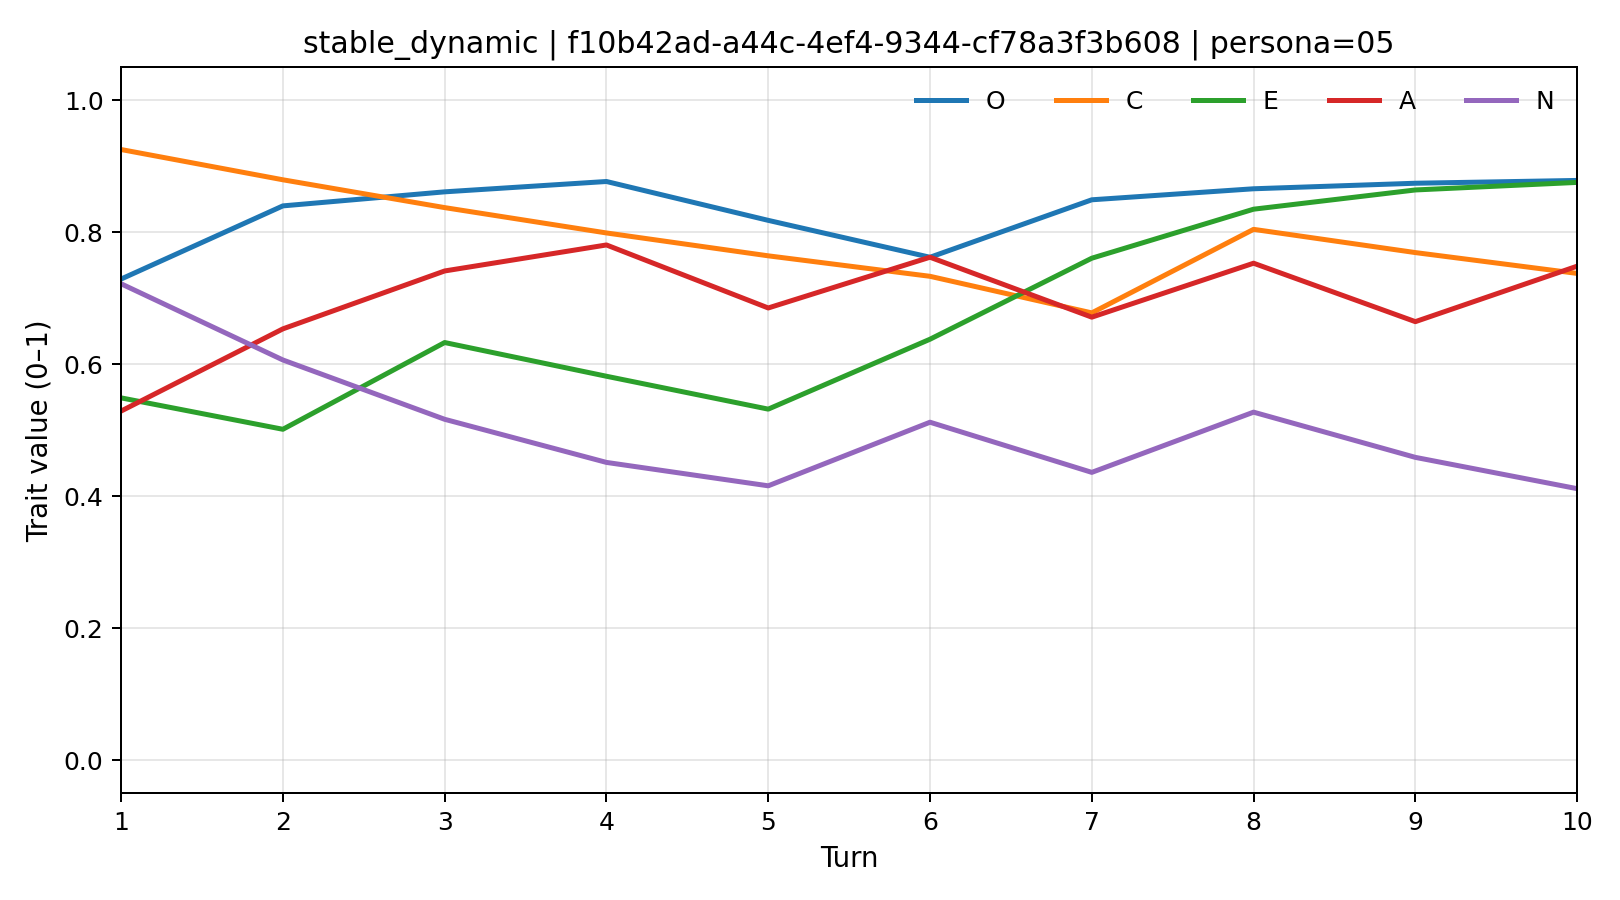 stable_dynamic | f10b42ad-a44c-4ef4-9344-cf78a3f3b608 | persona=05
O C E A N
1.0
0.8
0.6
0.4
0.2
0.0
Trait value (0–1)
1 2 3 4 5 6 7 8 9 10
Turn